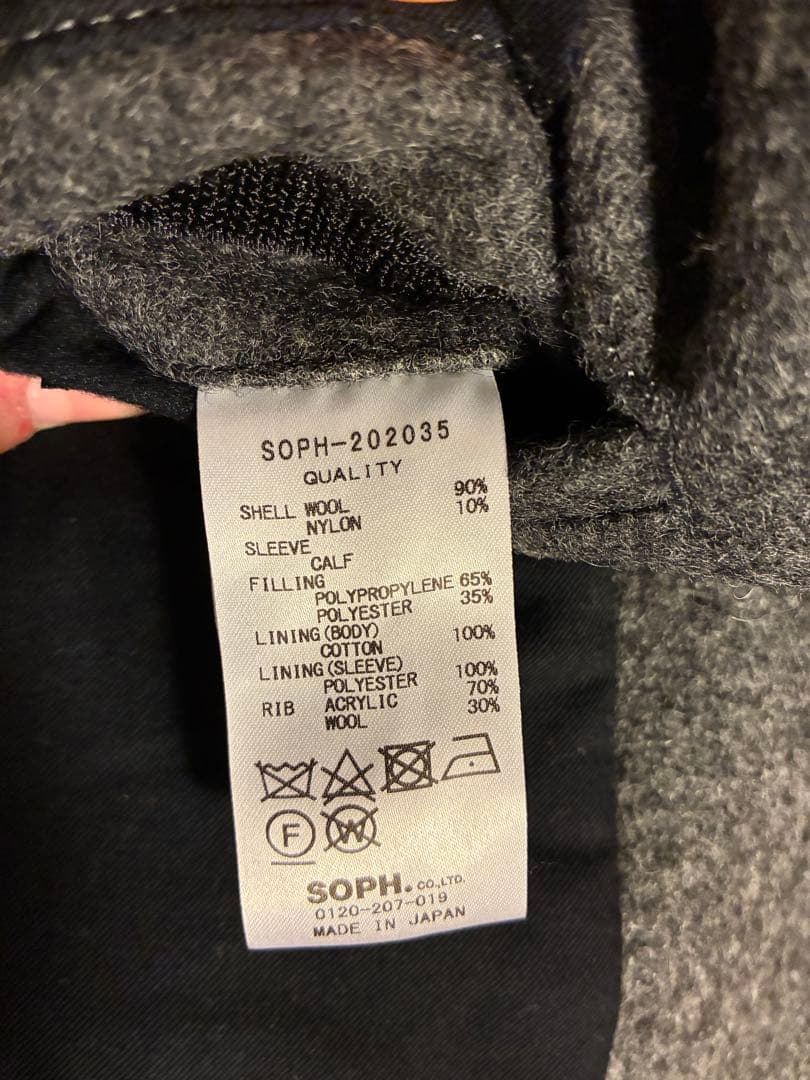 SOPH-202035
QUALITY
SHELL WOOL 90%
NYLON 10%
SLEEVE
CALF
FILLING
POLYPROPYLENE 65%
POLYESTER 35%
LINING(BODY)
COTTON 100%
LINING(SLEEVE)
POLYESTER 100%
RIB ACRYLIC 70%
WOOL 30%
F W
SOPH. CO.,LTD.
0120-207-019
MADE IN JAPAN